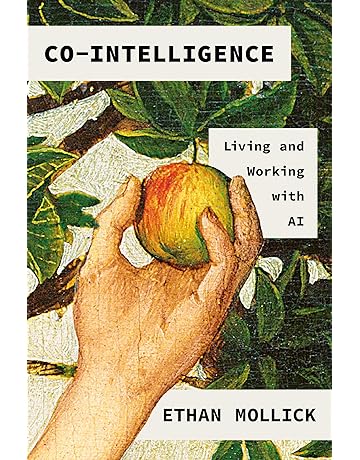 CO-INTELLIGENCE
Living and
Working
with
AI
ETHAN MOLLICK